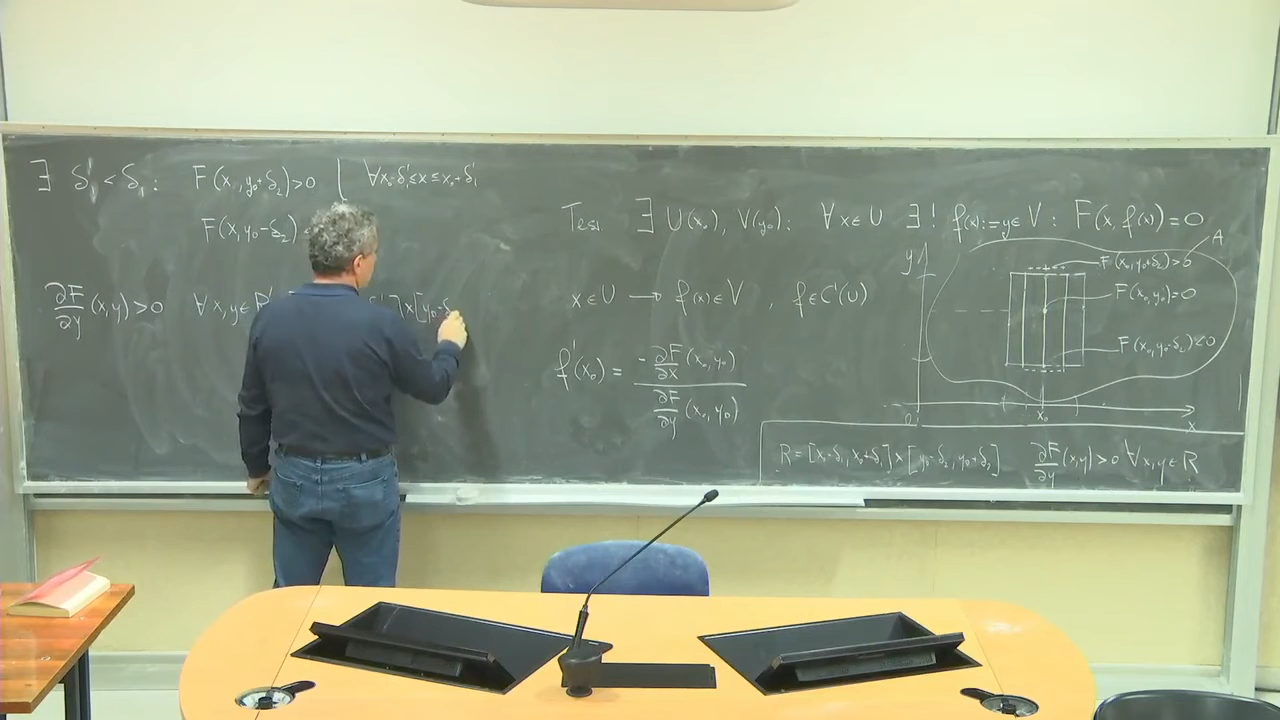 ∃ δ₁' < δ₁ : F(x, y₀+δ₂)>0 | ∀ x₀-δ₁' ≤ x ≤ x₀+δ₁'
F(x, y₀-δ₂)
∂F/∂y (x,y) > 0 ∀ x,y ∈ R' ]x[y₀-δ
Tesi ∃ U(x₀), V(y₀): ∀ x ∈ U ∃! f(x):=y ∈ V : F(x, f(x)) = 0
x ∈ U → f(x) ∈ V , f ∈ C'(U)
f'(x₀) = -∂F/∂x (x₀,y₀) / ∂F/∂y (x₀,y₀)
y
A
F(x₀,y₀+δ₂)>0
F(x₀,y₀)=0
F(x₀,y₀-δ₂)<0
0
x₀
x
R = [x₀-δ₁, x₀+δ₁] x [y₀-δ₂, y₀+δ₂] ∂F/∂y (x,y) > 0 ∀ x,y ∈ R